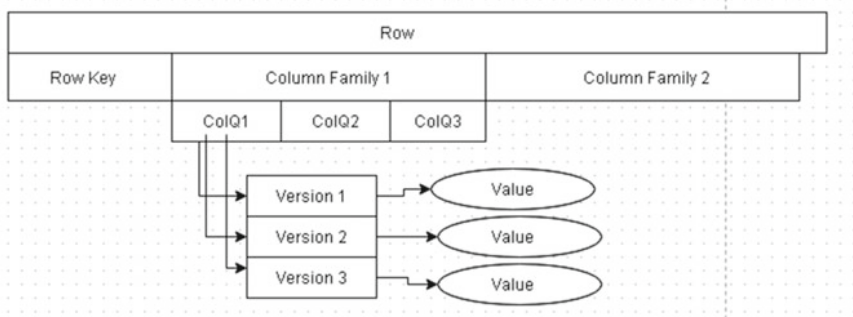 Row
Row Key Column Family 1 Column Family 2
ColQ1 ColQ2 ColQ3
Version 1 Value
Version 2 Value
Version 3 Value